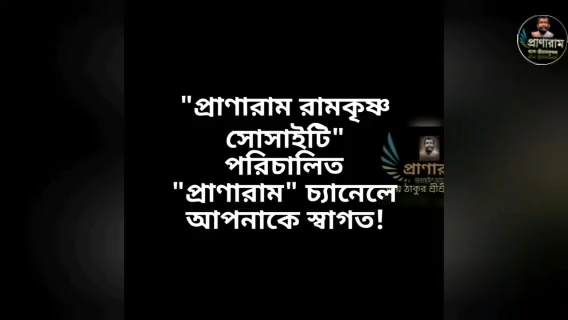 "প্রাণারাম রামকৃষ্ণ
সোসাইটি"
পরিচালিত
"প্রাণারাম" চ্যানেলে
আপনাকে স্বাগত!
প্রাণারাম